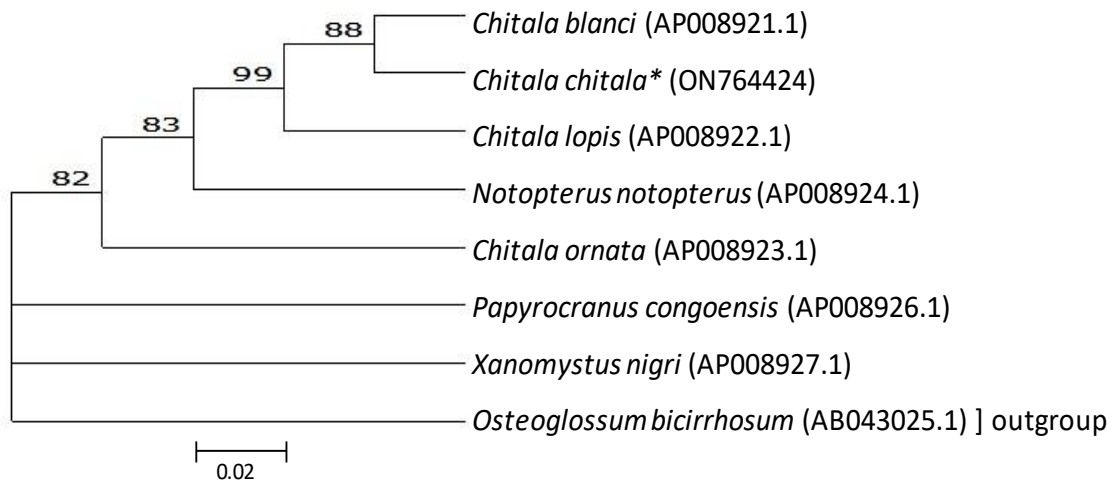 88
Chitala blanci (AP008921.1)
99
Chitala chitala* (ON764424)
83
Chitala lopis (AP008922.1)
82
Notopterus notopterus (AP008924.1)
Chitala ornata (AP008923.1)
Papyrocranus congoensis (AP008926.1)
Xanomystus nigri (AP008927.1)
Osteoglossum bicirrhosum (AB043025.1) ] outgroup
0.02